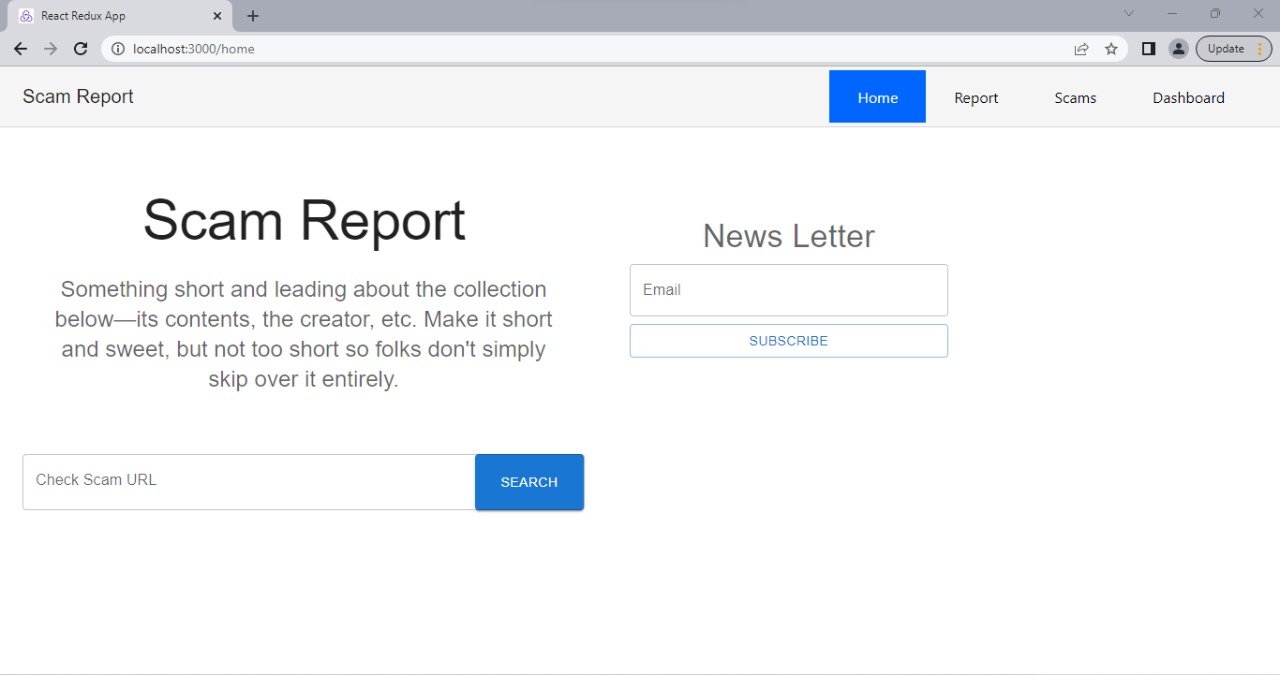 React Redux App
localhost:3000/home
Update
Scam Report
Home
Report
Scams
Dashboard
Scam Report
Something short and leading about the collection
below—its contents, the creator, etc. Make it short
and sweet, but not too short so folks don't simply
skip over it entirely.
Check Scam URL
SEARCH
News Letter
Email
SUBSCRIBE